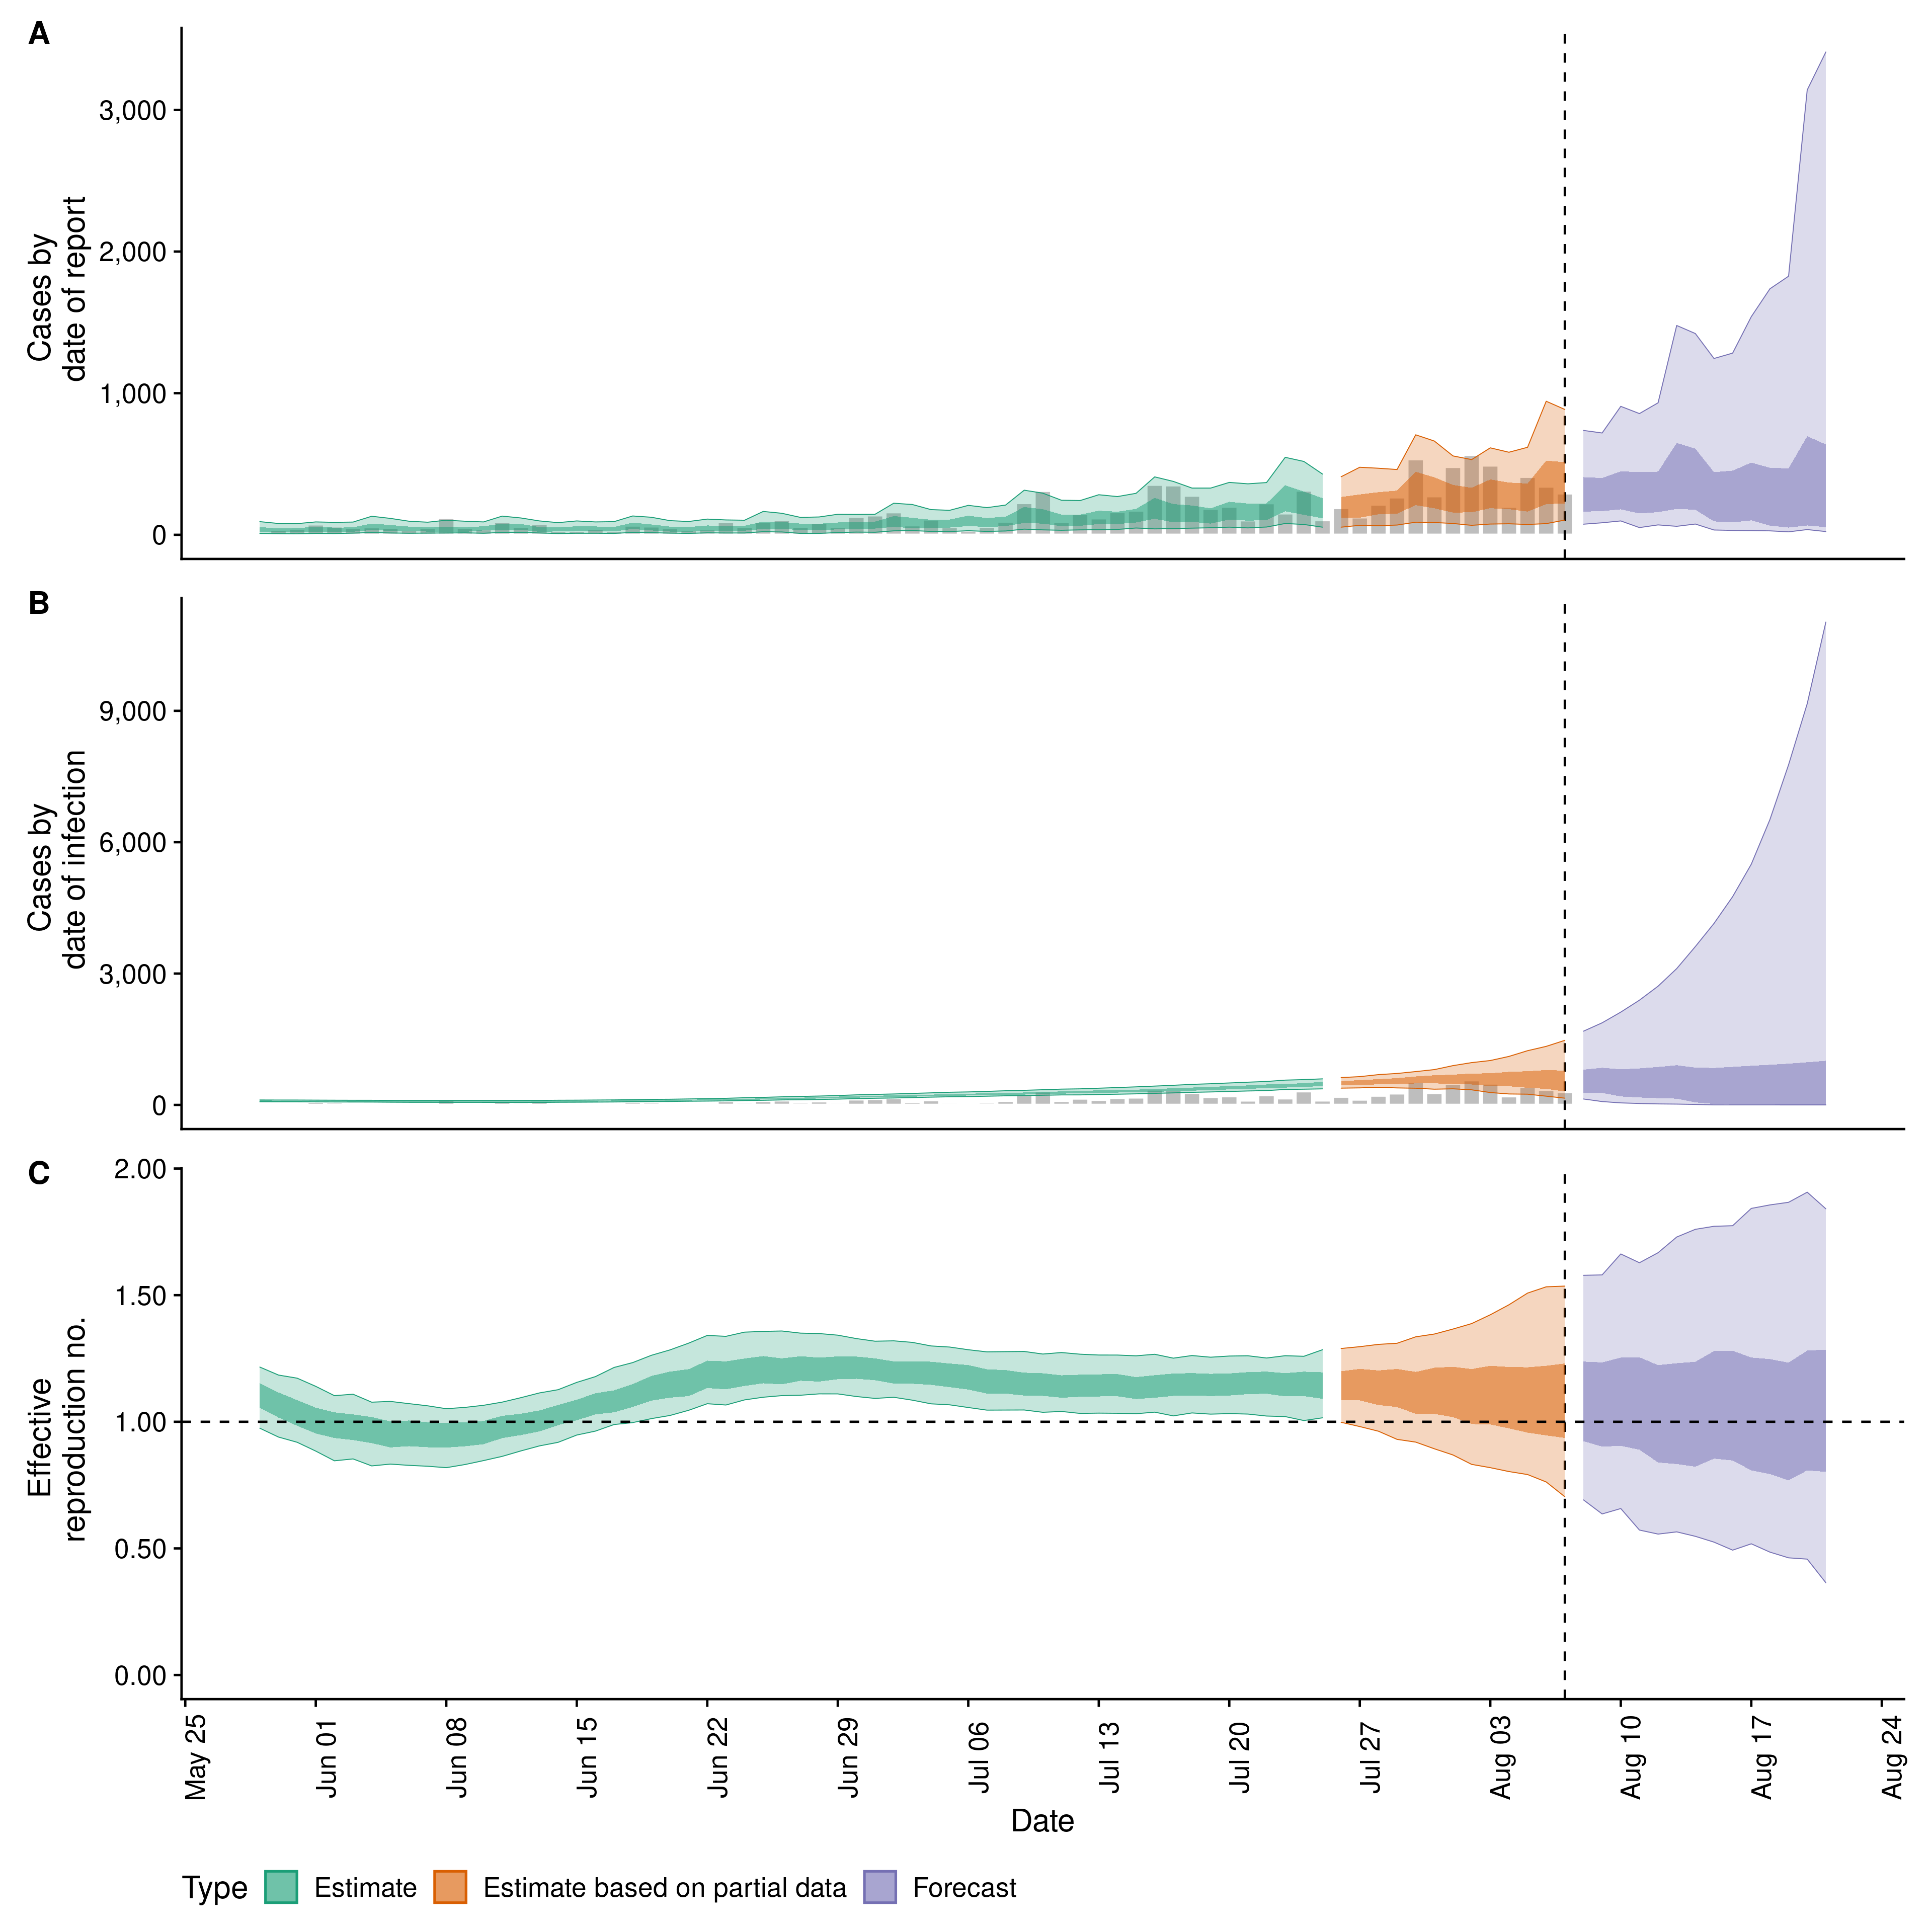 A
Cases by
date of report
3,000
2,000
1,000
0
B
Cases by
date of infection
9,000
6,000
3,000
0
C
Effective
reproduction no.
2.00
1.50
1.00
0.50
0.00
May 25
Jun 01
Jun 08
Jun 15
Jun 22
Jun 29
Jul 06
Jul 13
Jul 20
Jul 27
Aug 03
Aug 10
Aug 17
Aug 24
Date
Type Estimate Estimate based on partial data Forecast